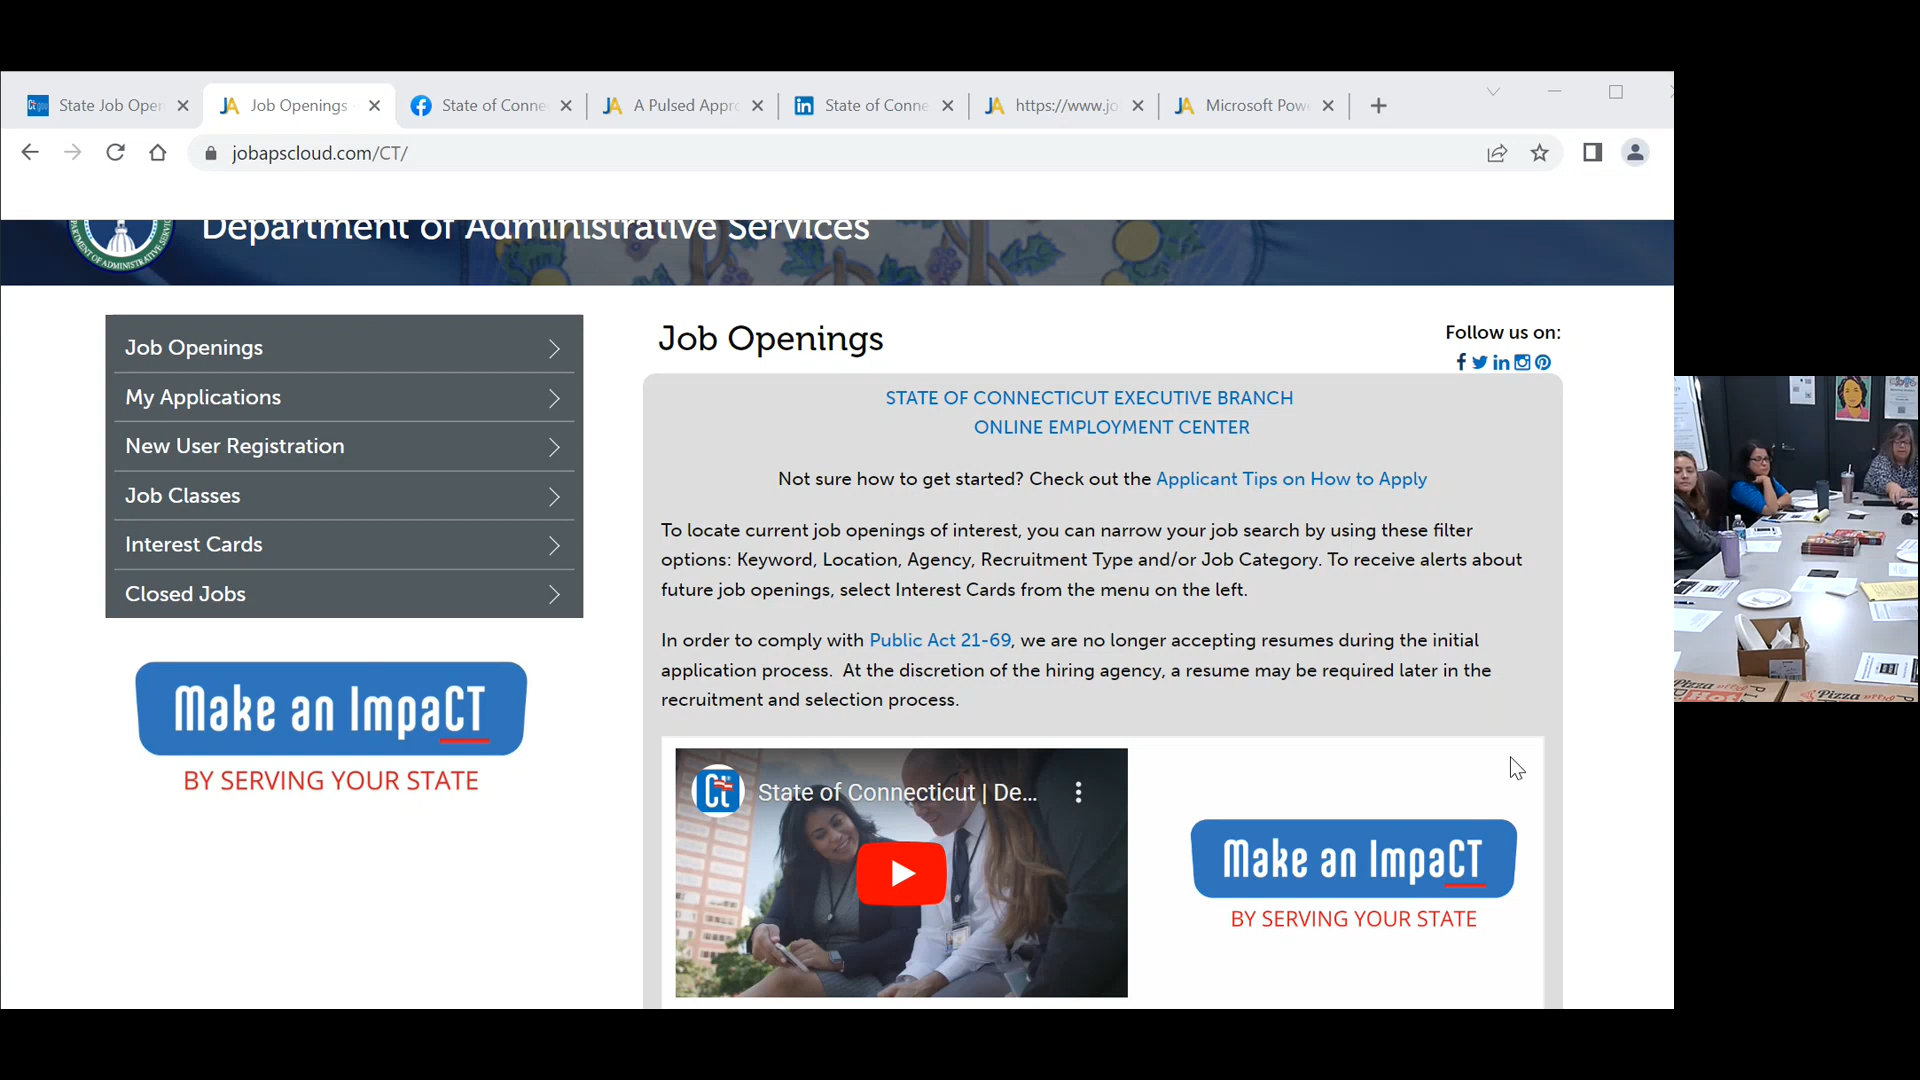 State Job Open
Job Openings -
State of Conne
A Pulsed Appro
State of Conne
https://www.jo
Microsoft Pow
jobapscloud.com/CT/
Department of Administrative Services
Job Openings
My Applications
New User Registration
Job Classes
Interest Cards
Closed Jobs
Make an ImpaCT
BY SERVING YOUR STATE
Job Openings
Follow us on:
STATE OF CONNECTICUT EXECUTIVE BRANCH
ONLINE EMPLOYMENT CENTER
Not sure how to get started? Check out the Applicant Tips on How to Apply
To locate current job openings of interest, you can narrow your job search by using these filter
options: Keyword, Location, Agency, Recruitment Type and/or Job Category. To receive alerts about
future job openings, select Interest Cards from the menu on the left.
In order to comply with Public Act 21-69, we are no longer accepting resumes during the initial
application process. At the discretion of the hiring agency, a resume may be required later in the
recruitment and selection process.
Ct
State of Connecticut | De...
Make an ImpaCT
BY SERVING YOUR STATE
Pizza
Hot
Pizza